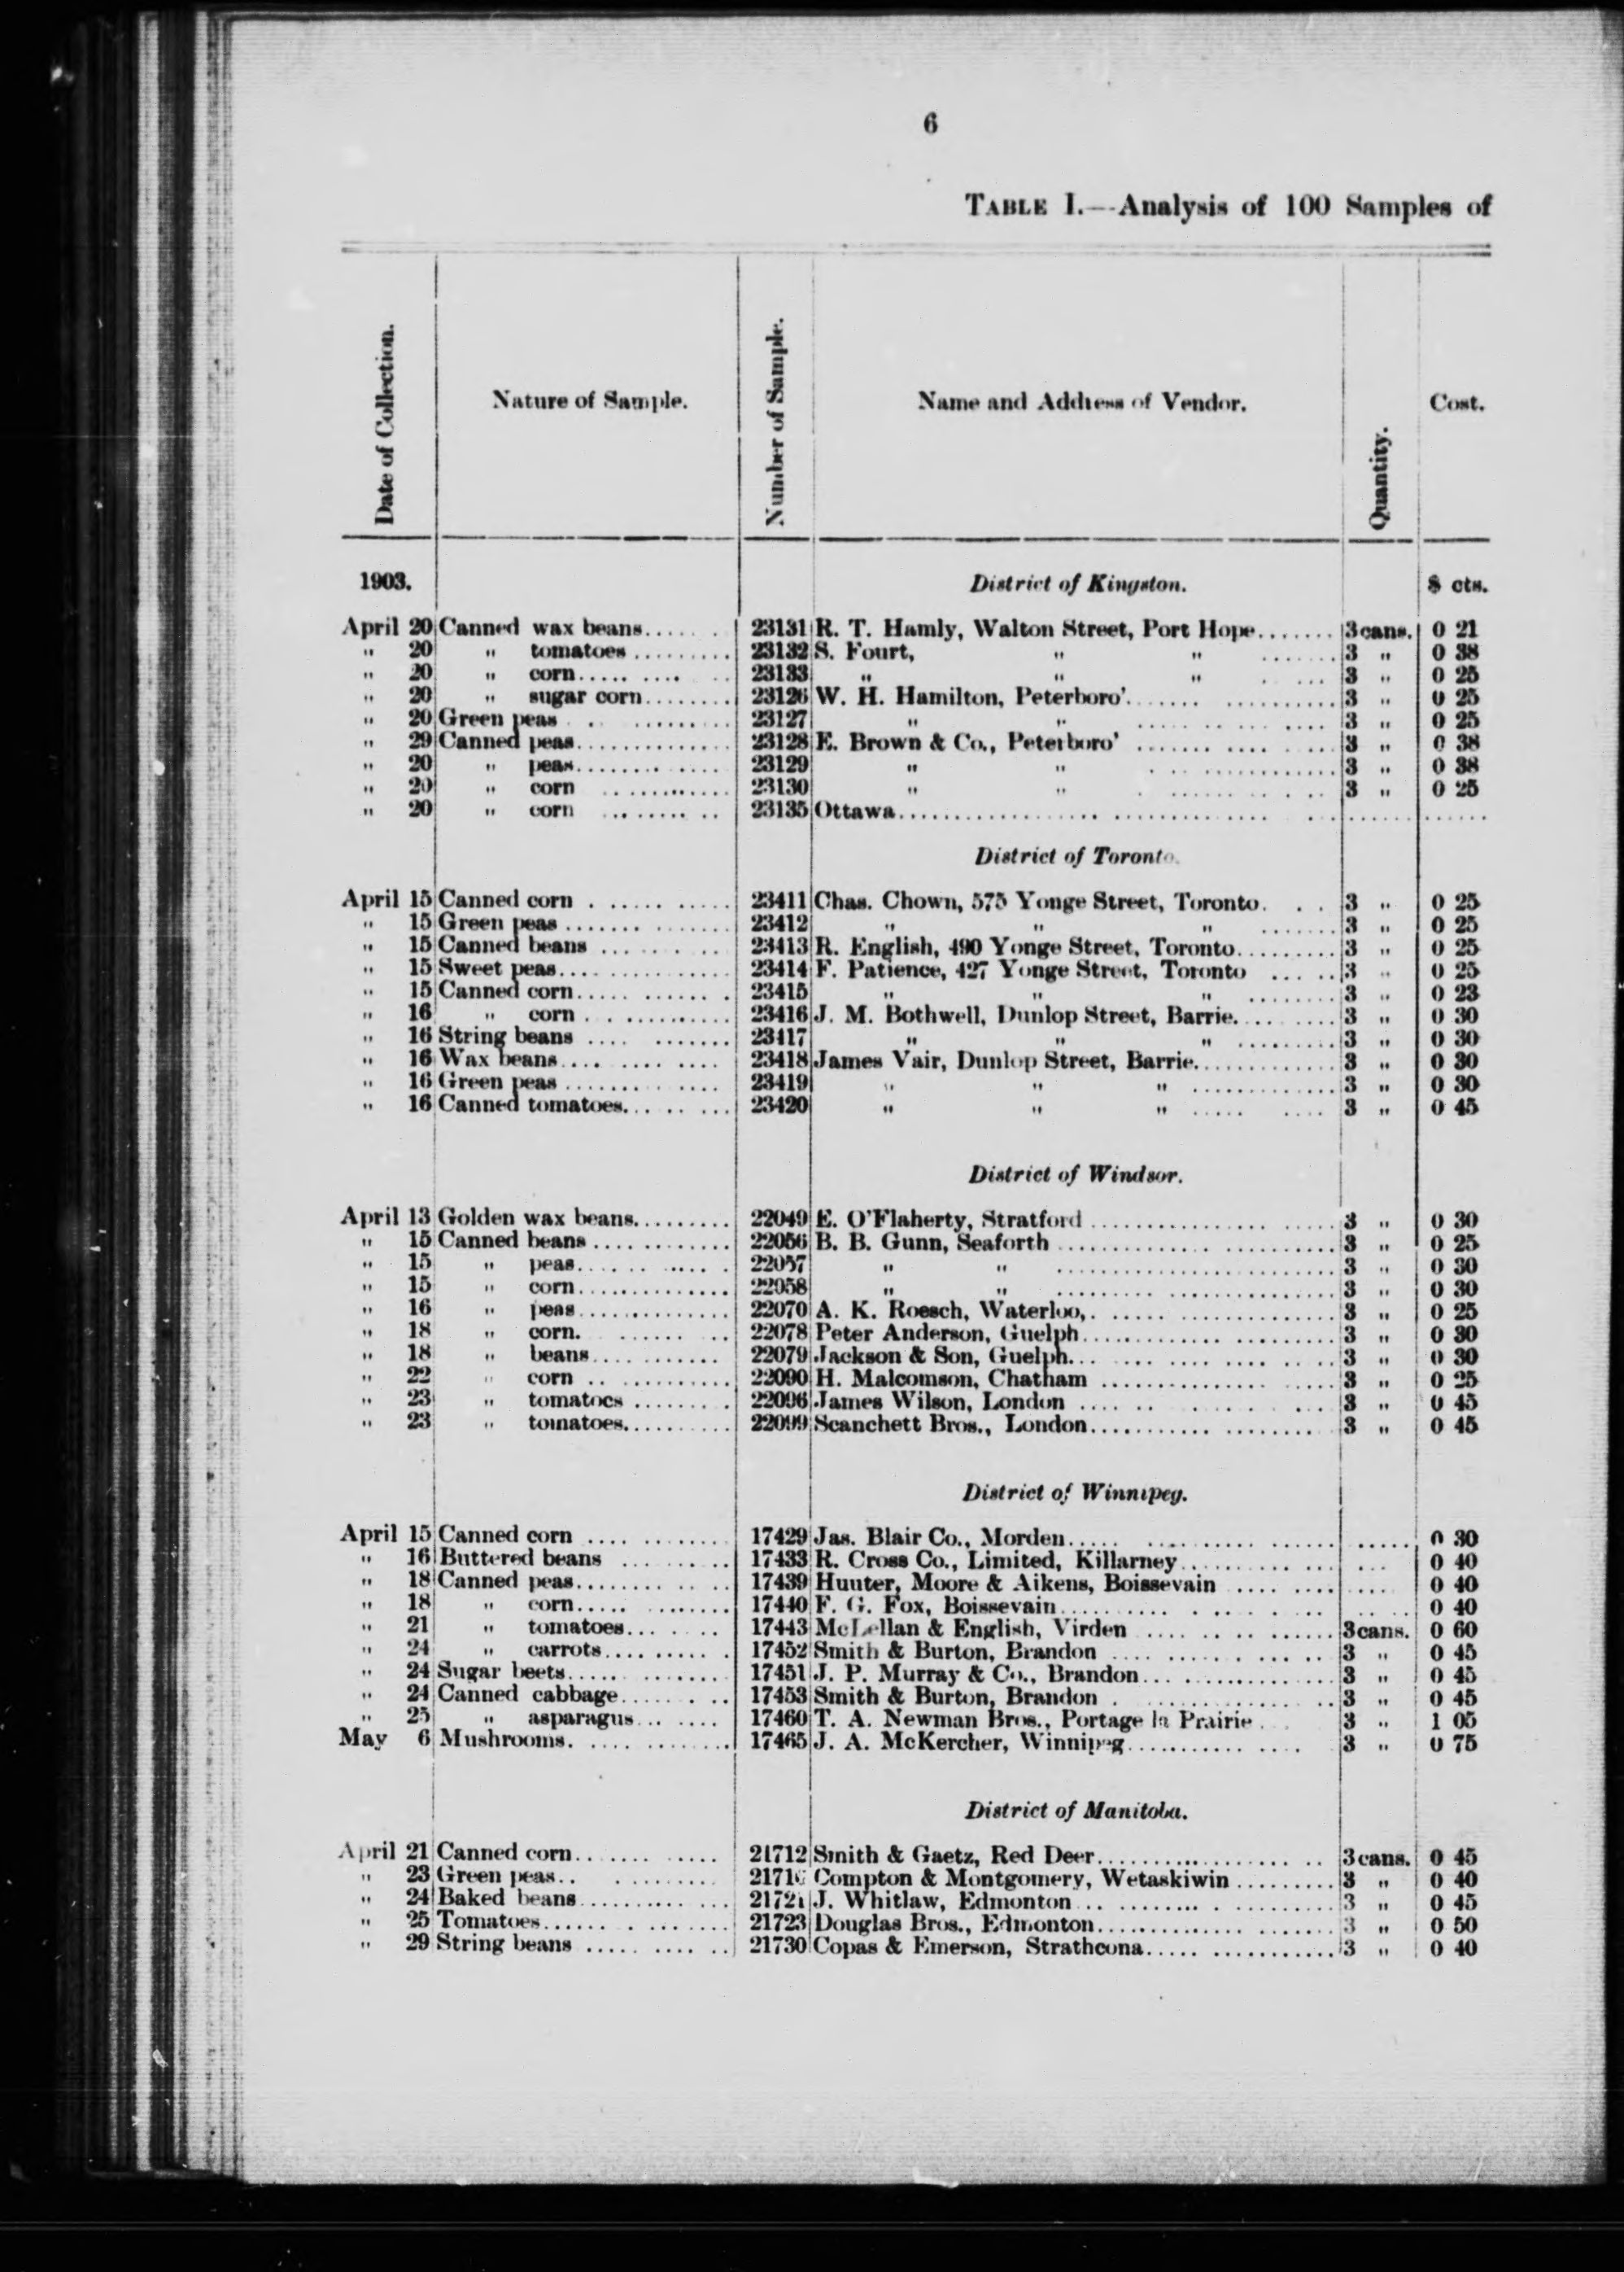 6
TABLE I.—Analysis of 100 Samples of
Date of Collection. Nature of Sample. Number of Sample. Name and Address of Vendor. Quantity. Cost.
1903. District of Kingston. $ cts.
April 20 Canned wax beans....... 23131 R. T. Hamly, Walton Street, Port Hope....... 3 cans. 0 21
" 20 " tomatoes.......... 23132 S. Fourt, " " ....... 3 " 0 38
" 20 " corn.......... 23133 " " " ....... 3 " 0 25
" 20 " sugar corn......... 23126 W. H. Hamilton, Peterboro'.......... 3 " 0 25
" 20 Green peas.......... 23127 " " .......... 3 " 0 25
" 29 Canned peas.......... 23128 E. Brown & Co., Peterboro' .......... 3 " 0 38
" 20 " peas.......... 23129 " " .......... 3 " 0 38
" 20 " corn .......... 23130 " " .......... 3 " 0 25
" 20 " corn .......... 23135 Ottawa....................
District of Toronto.
April 15 Canned corn .......... 23411 Chas. Chown, 575 Yonge Street, Toronto. . . 3 " 0 25
" 15 Green peas.......... 23412 " " " ....... 3 " 0 25
" 15 Canned beans .......... 23413 R. English, 490 Yonge Street, Toronto.......... 3 " 0 25
" 15 Sweet peas.......... 23414 F. Patience, 427 Yonge Street, Toronto ..... 3 " 0 25
" 15 Canned corn.......... 23415 " " " ....... 3 " 0 23
" 16 " corn.......... 23416 J. M. Bothwell, Dunlop Street, Barrie.......... 3 " 0 30
" 16 String beans .......... 23417 " " " .......... 3 " 0 30
" 16 Wax beans.......... 23418 James Vair, Dunlop Street, Barrie.......... 3 " 0 30
" 16 Green peas.......... 23419 " " " .......... 3 " 0 30
" 16 Canned tomatoes.......... 23420 " " " .......... 3 " 0 45
District of Windsor.
April 13 Golden wax beans......... 22049 E. O'Flaherty, Stratford .......... 3 " 0 30
" 15 Canned beans.......... 22056 B. B. Gunn, Seaforth .......... 3 " 0 25
" 15 " peas.......... 22057 " " .......... 3 " 0 30
" 15 " corn.......... 22058 " " .......... 3 " 0 30
" 16 " peas.......... 22070 A. K. Roesch, Waterloo,.......... 3 " 0 25
" 18 " corn.......... 22078 Peter Anderson, Guelph.......... 3 " 0 30
" 18 " beans.......... 22079 Jackson & Son, Guelph.......... 3 " 0 30
" 22 " corn .......... 22090 H. Malcomson, Chatham .......... 3 " 0 25
" 23 " tomatoes ......... 22096 James Wilson, London .......... 3 " 0 45
" 23 " tomatoes.......... 22099 Scanchett Bros., London.......... 3 " 0 45
District of Winnipeg.
April 15 Canned corn .......... 17429 Jas. Blair Co., Morden.......... 0 30
" 16 Buttered beans .......... 17433 R. Cross Co., Limited, Killarney.......... 0 40
" 18 Canned peas.......... 17439 Hunter, Moore & Aikens, Boissevain .......... 0 40
" 18 " corn.......... 17440 F. G. Fox, Boissevain.......... 0 40
" 21 " tomatoes....... 17443 McLellan & English, Virden .......... 3 cans. 0 60
" 24 " carrots.......... 17452 Smith & Burton, Brandon .......... 3 " 0 45
" 24 Sugar beets.......... 17451 J. P. Murray & Co., Brandon.......... 3 " 0 45
" 24 Canned cabbage........ 17453 Smith & Burton, Brandon .......... 3 " 0 45
" 25 " asparagus....... 17460 T. A. Newman Bros., Portage la Prairie ... 3 " 1 05
May 6 Mushrooms.......... 17465 J. A. McKercher, Winnipeg.......... 3 " 0 75
District of Manitoba.
April 21 Canned corn.......... 21712 Smith & Gaetz, Red Deer.......... 3 cans. 0 45
" 23 Green peas.......... 21716 Compton & Montgomery, Wetaskiwin.......... 3 " 0 40
" 24 Baked beans.......... 21721 J. Whitlaw, Edmonton.......... 3 " 0 45
" 25 Tomatoes.......... 21723 Douglas Bros., Edmonton.......... 3 " 0 50
" 29 String beans .......... 21730 Copas & Emerson, Strathcona.......... 3 " 0 40